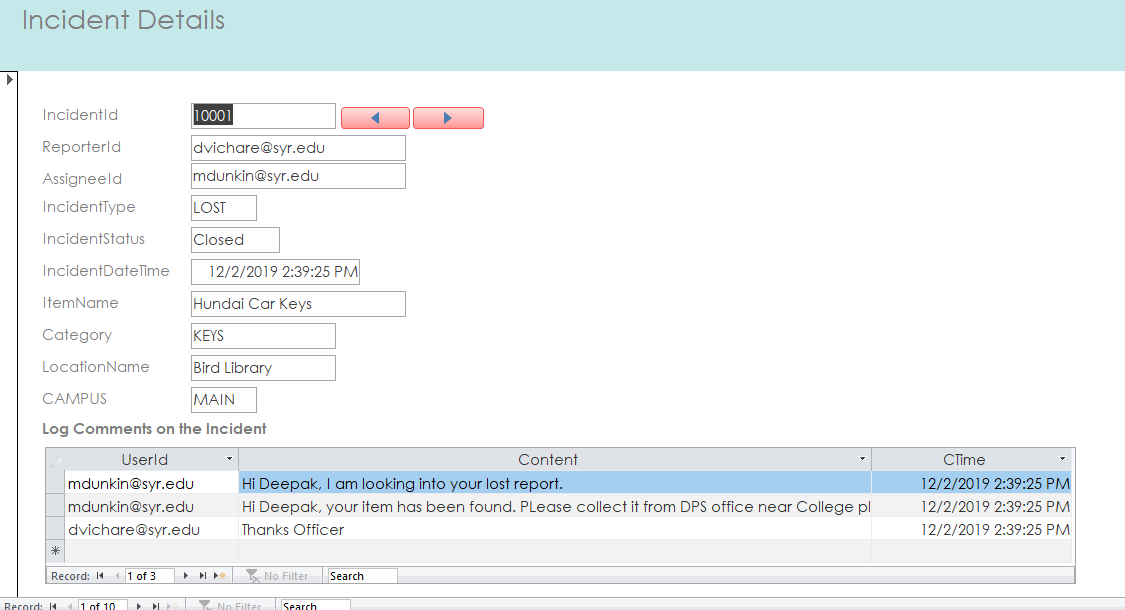 Incident Details
IncidentId 10001
ReporterId dvichare@syr.edu
AssigneeId mdunkin@syr.edu
IncidentType LOST
IncidentStatus Closed
IncidentDateTime 12/2/2019 2:39:25 PM
ItemName Hundai Car Keys
Category KEYS
LocationName Bird Library
CAMPUS MAIN
Log Comments on the Incident
UserId Content CTime
mdunkin@syr.edu Hi Deepak, I am looking into your lost report. 12/2/2019 2:39:25 PM
mdunkin@syr.edu Hi Deepak, your item has been found. PLease collect it from DPS office near College pl 12/2/2019 2:39:25 PM
dvichare@syr.edu Thanks Officer 12/2/2019 2:39:25 PM
Record: 1 of 3 No Filter Search
Record: 1 of 10 No Filter Search